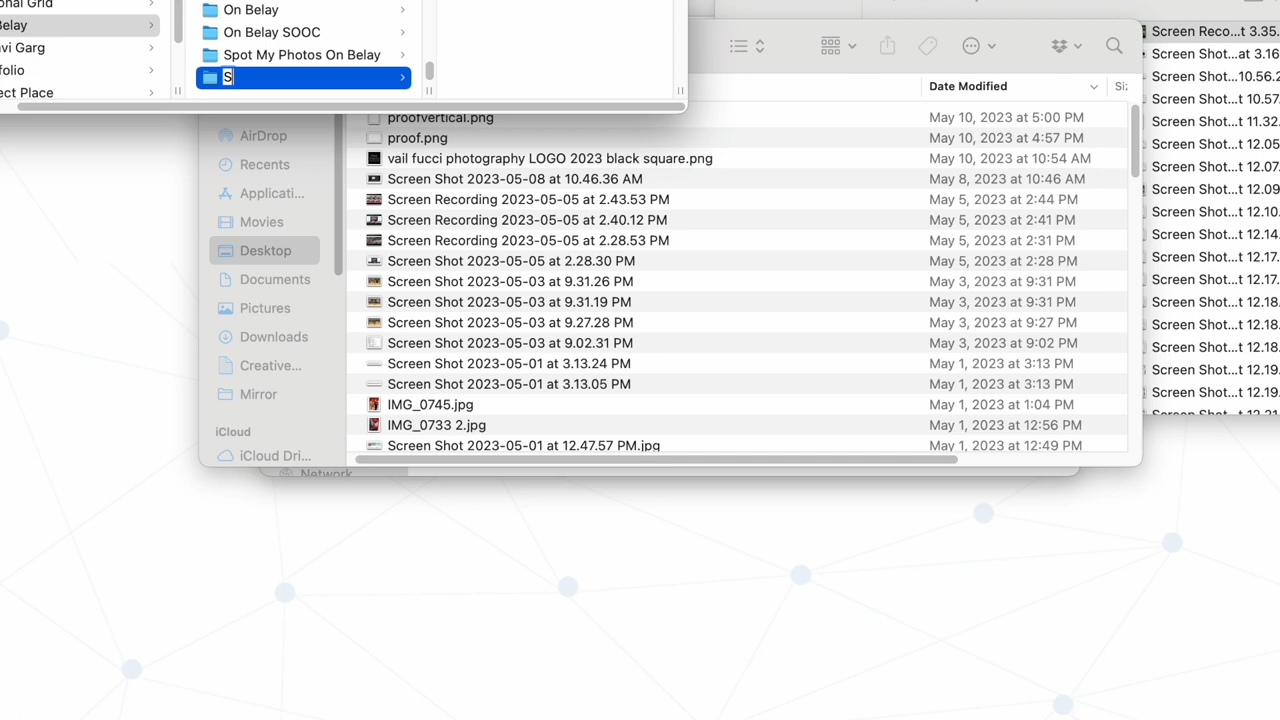 onal Grid
Belay
vi Garg
folio
ect Place
On Belay
On Belay SOOC
Spot My Photos On Belay
S
Date Modified
Siz
AirDrop
Recents
Applicati...
Movies
Desktop
Documents
Pictures
Downloads
Creative...
Mirror
iCloud
iCloud Dri...
Network
proofvertical.png May 10, 2023 at 5:00 PM
proof.png May 10, 2023 at 4:57 PM
vail fucci photography LOGO 2023 black square.png May 10, 2023 at 10:54 AM
Screen Shot 2023-05-08 at 10.46.36 AM May 8, 2023 at 10:46 AM
Screen Recording 2023-05-05 at 2.43.53 PM May 5, 2023 at 2:44 PM
Screen Recording 2023-05-05 at 2.40.12 PM May 5, 2023 at 2:41 PM
Screen Recording 2023-05-05 at 2.28.53 PM May 5, 2023 at 2:31 PM
Screen Shot 2023-05-05 at 2.28.30 PM May 5, 2023 at 2:28 PM
Screen Shot 2023-05-03 at 9.31.26 PM May 3, 2023 at 9:31 PM
Screen Shot 2023-05-03 at 9.31.19 PM May 3, 2023 at 9:31 PM
Screen Shot 2023-05-03 at 9.27.28 PM May 3, 2023 at 9:27 PM
Screen Shot 2023-05-03 at 9.02.31 PM May 3, 2023 at 9:02 PM
Screen Shot 2023-05-01 at 3.13.24 PM May 1, 2023 at 3:13 PM
Screen Shot 2023-05-01 at 3.13.05 PM May 1, 2023 at 3:13 PM
IMG_0745.jpg May 1, 2023 at 1:04 PM
IMG_0733 2.jpg May 1, 2023 at 12:56 PM
Screen Shot 2023-05-01 at 12.47.57 PM.jpg May 1, 2023 at 12:49 PM
Screen Reco...t 3.35.
Screen Shot...at 3.16
Screen Shot...10.56.2
Screen Shot...t 10.57.
Screen Shot...t 11.32.
Screen Shot...t 12.05
Screen Shot...t 12.07.
Screen Shot...t 12.09
Screen Shot...t 12.10.
Screen Shot...t 12.14.
Screen Shot...t 12.17.
Screen Shot...t 12.17.
Screen Shot...t 12.18.
Screen Shot...t 12.18.
Screen Shot...t 12.18.
Screen Shot...t 12.19.
Screen Shot...t 12.19.